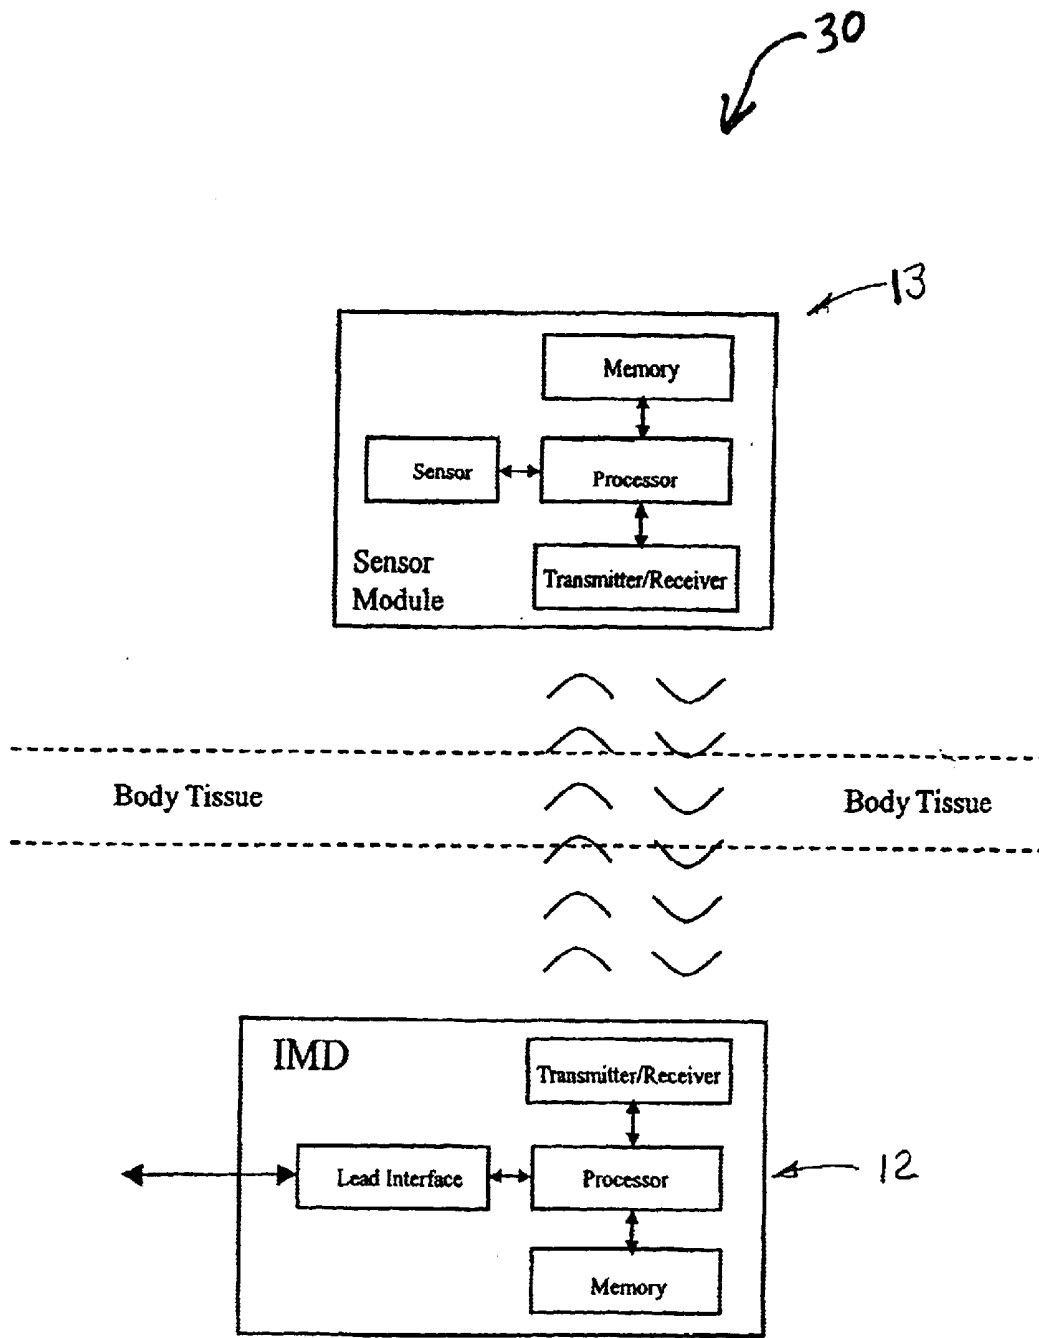 30
13
Memory
Sensor
Processor
Sensor
Module
Transmitter/Receiver
Body Tissue
Body Tissue
IMD
Transmitter/Receiver
Lead Interface
Processor
12
Memory